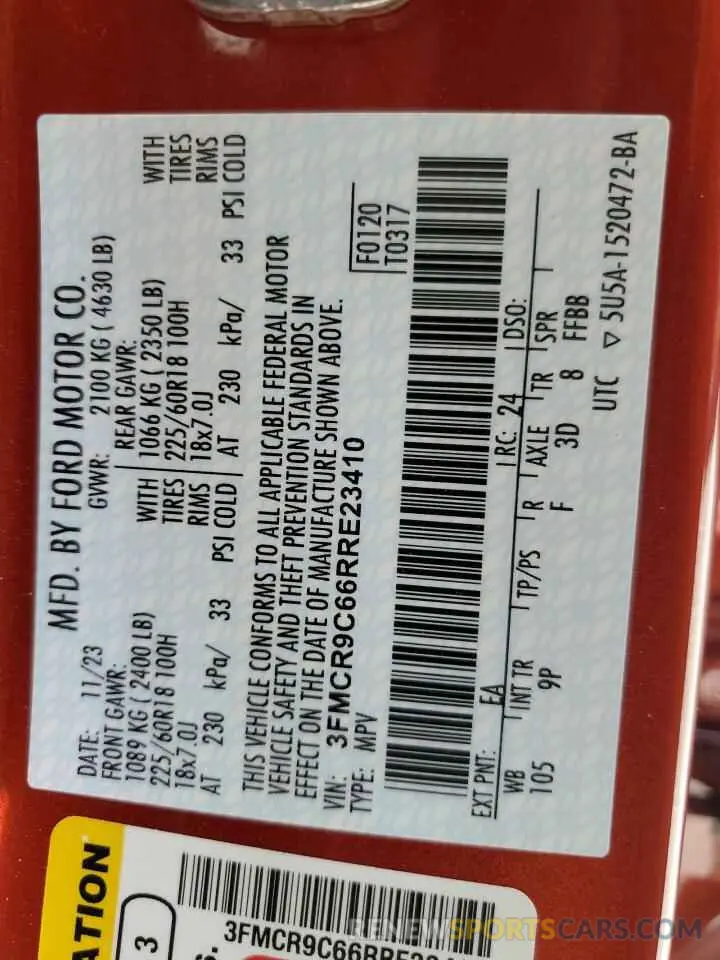 MFD. BY FORD MOTOR CO.
DATE: 11/23 GVWR: 2100 KG ( 4630 LB)
FRONT GAWR: REAR GAWR:
1089 KG ( 2400 LB) WITH 1066 KG ( 2350 LB) WITH
225/60R18 100H TIRES 225/60R18 100H TIRES
18x7.0J RIMS 18x7.0J RIMS
AT 230 kPa/ 33 PSI COLD AT 230 kPa/ 33 PSI COLD
THIS VEHICLE CONFORMS TO ALL APPLICABLE FEDERAL MOTOR
VEHICLE SAFETY AND THEFT PREVENTION STANDARDS IN
EFFECT ON THE DATE OF MANUFACTURE SHOWN ABOVE.
VIN: 3FMCR9C66RRE23410
TYPE: MPV
F0120
T0317
EXT PNT: EA RC: 24 DSO:
WB INT TR TP/PS R AXLE TR SPR
105 9P F 3D 8 FFBB
UTC ▽ 5U5A-1520472-BA
ATION
3
3FMCR9C66RRE234
RENEWSPORTSCARS.COM